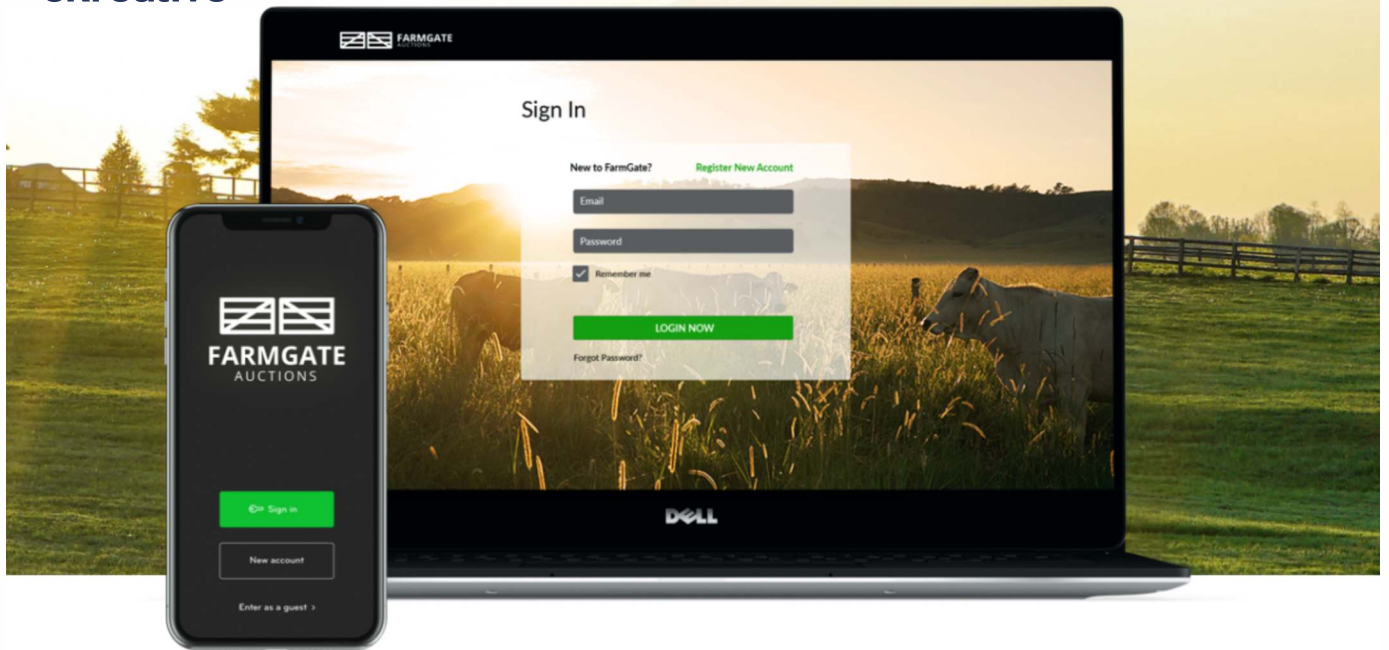 FARMGATE
AUCTIONS
Sign In
New to FarmGate? Register New Account
Email
Password
Remember me
LOGIN NOW
Forgot Password?
DELL
FARMGATE
AUCTIONS
Sign in
New account
Enter as a guest >